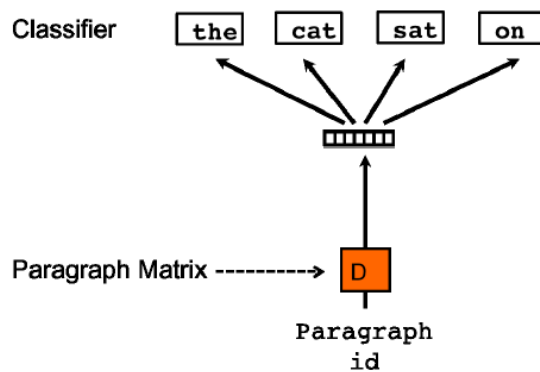 Classifier the cat sat on
Paragraph Matrix D
Paragraph
id